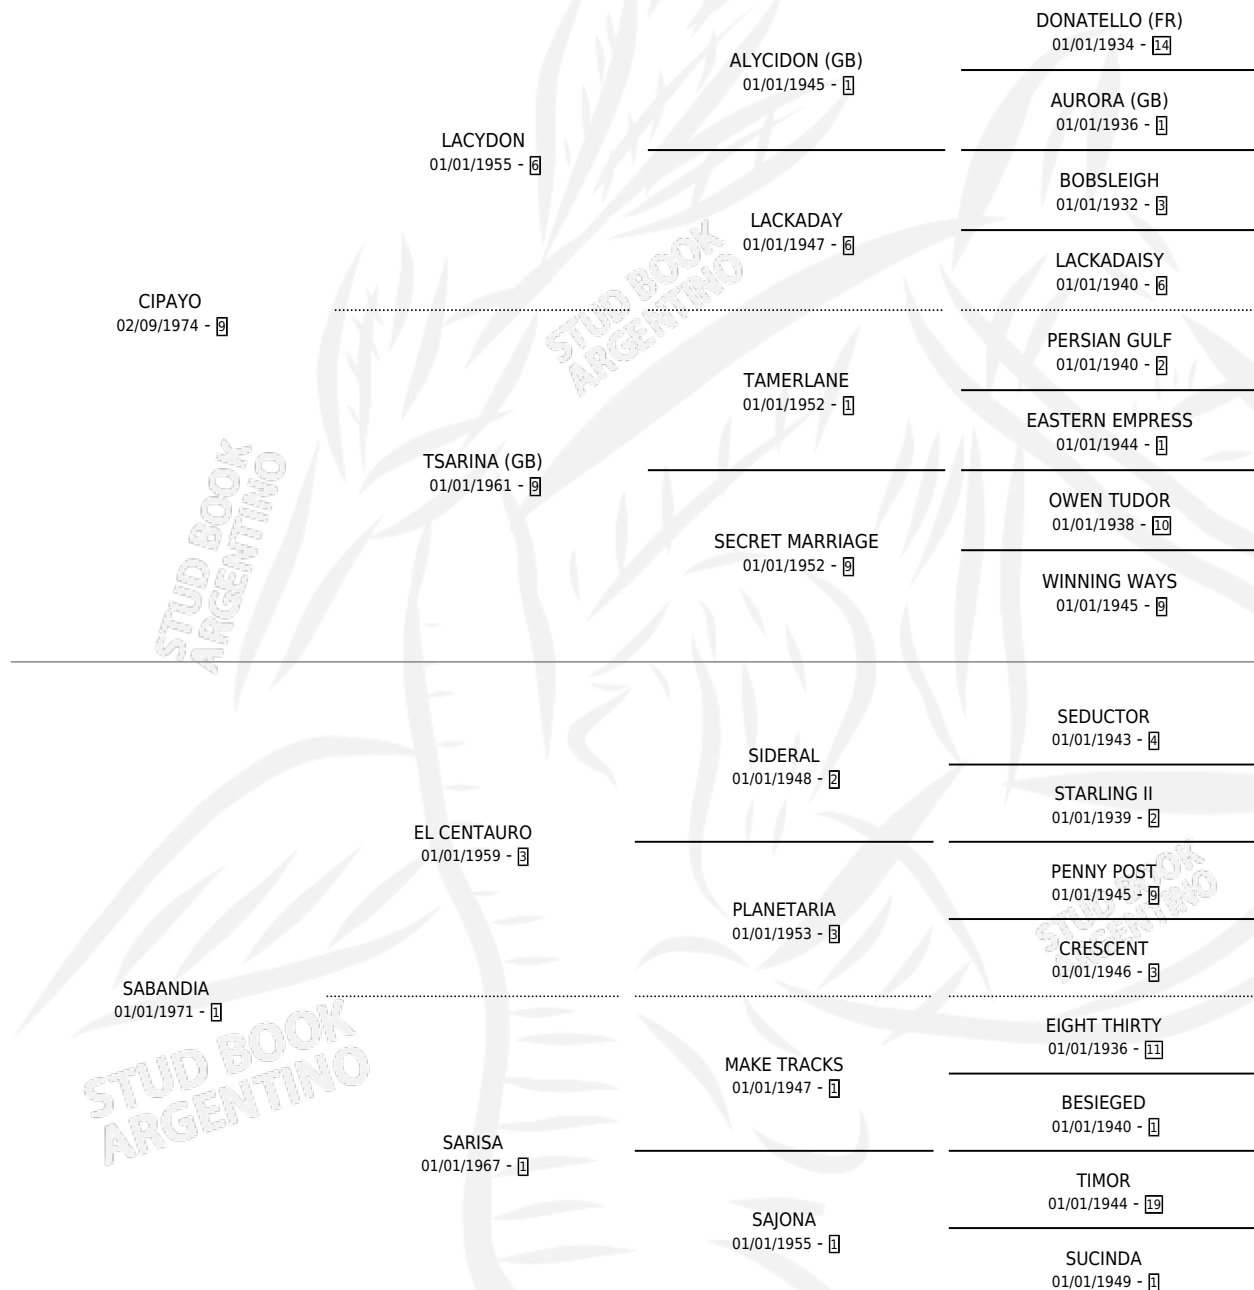 DONATELLO (FR)
01/01/1934 - 14
ALYCIDON (GB)
01/01/1945 - 1
AURORA (GB)
01/01/1936 - 1
LACYDON
01/01/1955 - 6
BOBSLEIGH
01/01/1932 - 3
LACKADAY
01/01/1947 - 6
LACKADAISY
01/01/1940 - 6
CIPAYO
02/09/1974 - 9
PERSIAN GULF
01/01/1940 - 2
TAMERLANE
01/01/1952 - 1
EASTERN EMPRESS
01/01/1944 - 1
TSARINA (GB)
01/01/1961 - 9
OWEN TUDOR
01/01/1938 - 10
SECRET MARRIAGE
01/01/1952 - 9
WINNING WAYS
01/01/1945 - 9
SEDUCTOR
01/01/1943 - 4
SIDERAL
01/01/1948 - 2
STARLING II
01/01/1939 - 2
EL CENTAURO
01/01/1959 - 3
PENNY POST
01/01/1945 - 9
PLANETARIA
01/01/1953 - 3
CRESCENT
01/01/1946 - 3
SABANDIA
01/01/1971 - 1
EIGHT THIRTY
01/01/1936 - 11
MAKE TRACKS
01/01/1947 - 1
BESIEGED
01/01/1940 - 1
SARISA
01/01/1967 - 1
TIMOR
01/01/1944 - 19
SAJONA
01/01/1955 - 1
SUCINDA
01/01/1949 - 1
STUD BOOK
ARGENTINO
STUD BOOK
ARGENTINO
STUD BOOK
ARGENTINO
STUD BOOK
ARGENTINO